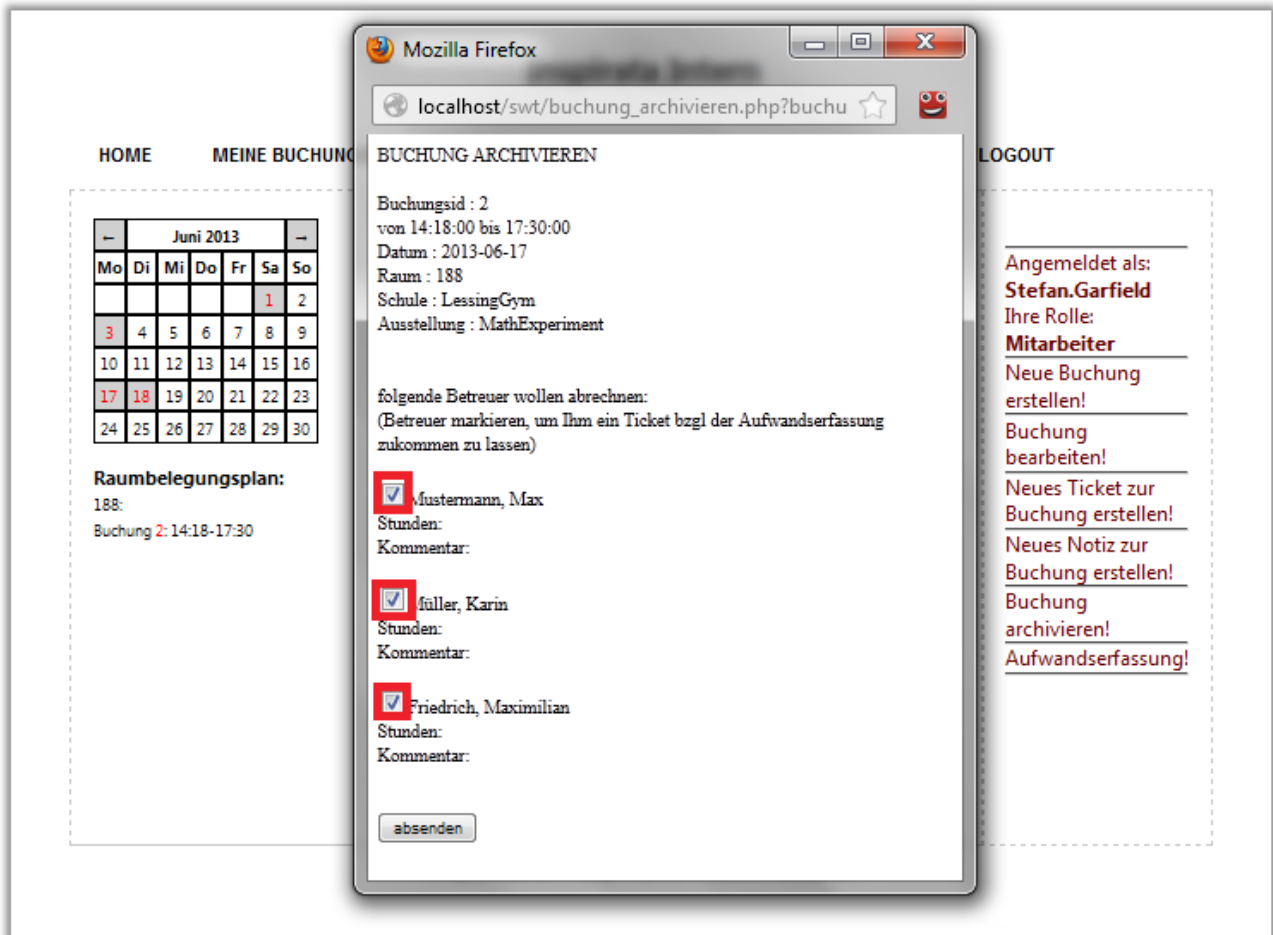 Mozilla Firefox
inspirata Intern
localhost/swt/buchung_archivieren.php?buchu
HOME MEINE BUCHUNG LOGOUT
BUCHUNG ARCHIVIEREN
Buchungsid : 2
von 14:18:00 bis 17:30:00
Datum : 2013-06-17
Raum : 188
Schule : LessingGym
Ausstellung : MathExperiment
folgende Betreuer wollen abrechnen:
(Betreuer markieren, um Ihm ein Ticket bzgl der Aufwandserfassung
zukommen zu lassen)
Mustermann, Max
Stunden:
Kommentar:
Müller, Karin
Stunden:
Kommentar:
Friedrich, Maximilian
Stunden:
Kommentar:
absenden
← Juni 2013 →
Mo Di Mi Do Fr Sa So
1 2
3 4 5 6 7 8 9
10 11 12 13 14 15 16
17 18 19 20 21 22 23
24 25 26 27 28 29 30
Raumbelegungsplan:
188:
Buchung 2: 14:18-17:30
Angemeldet als:
Stefan.Garfield
Ihre Rolle:
Mitarbeiter
Neue Buchung
erstellen!
Buchung
bearbeiten!
Neues Ticket zur
Buchung erstellen!
Neues Notiz zur
Buchung erstellen!
Buchung
archivieren!
Aufwandserfassung!